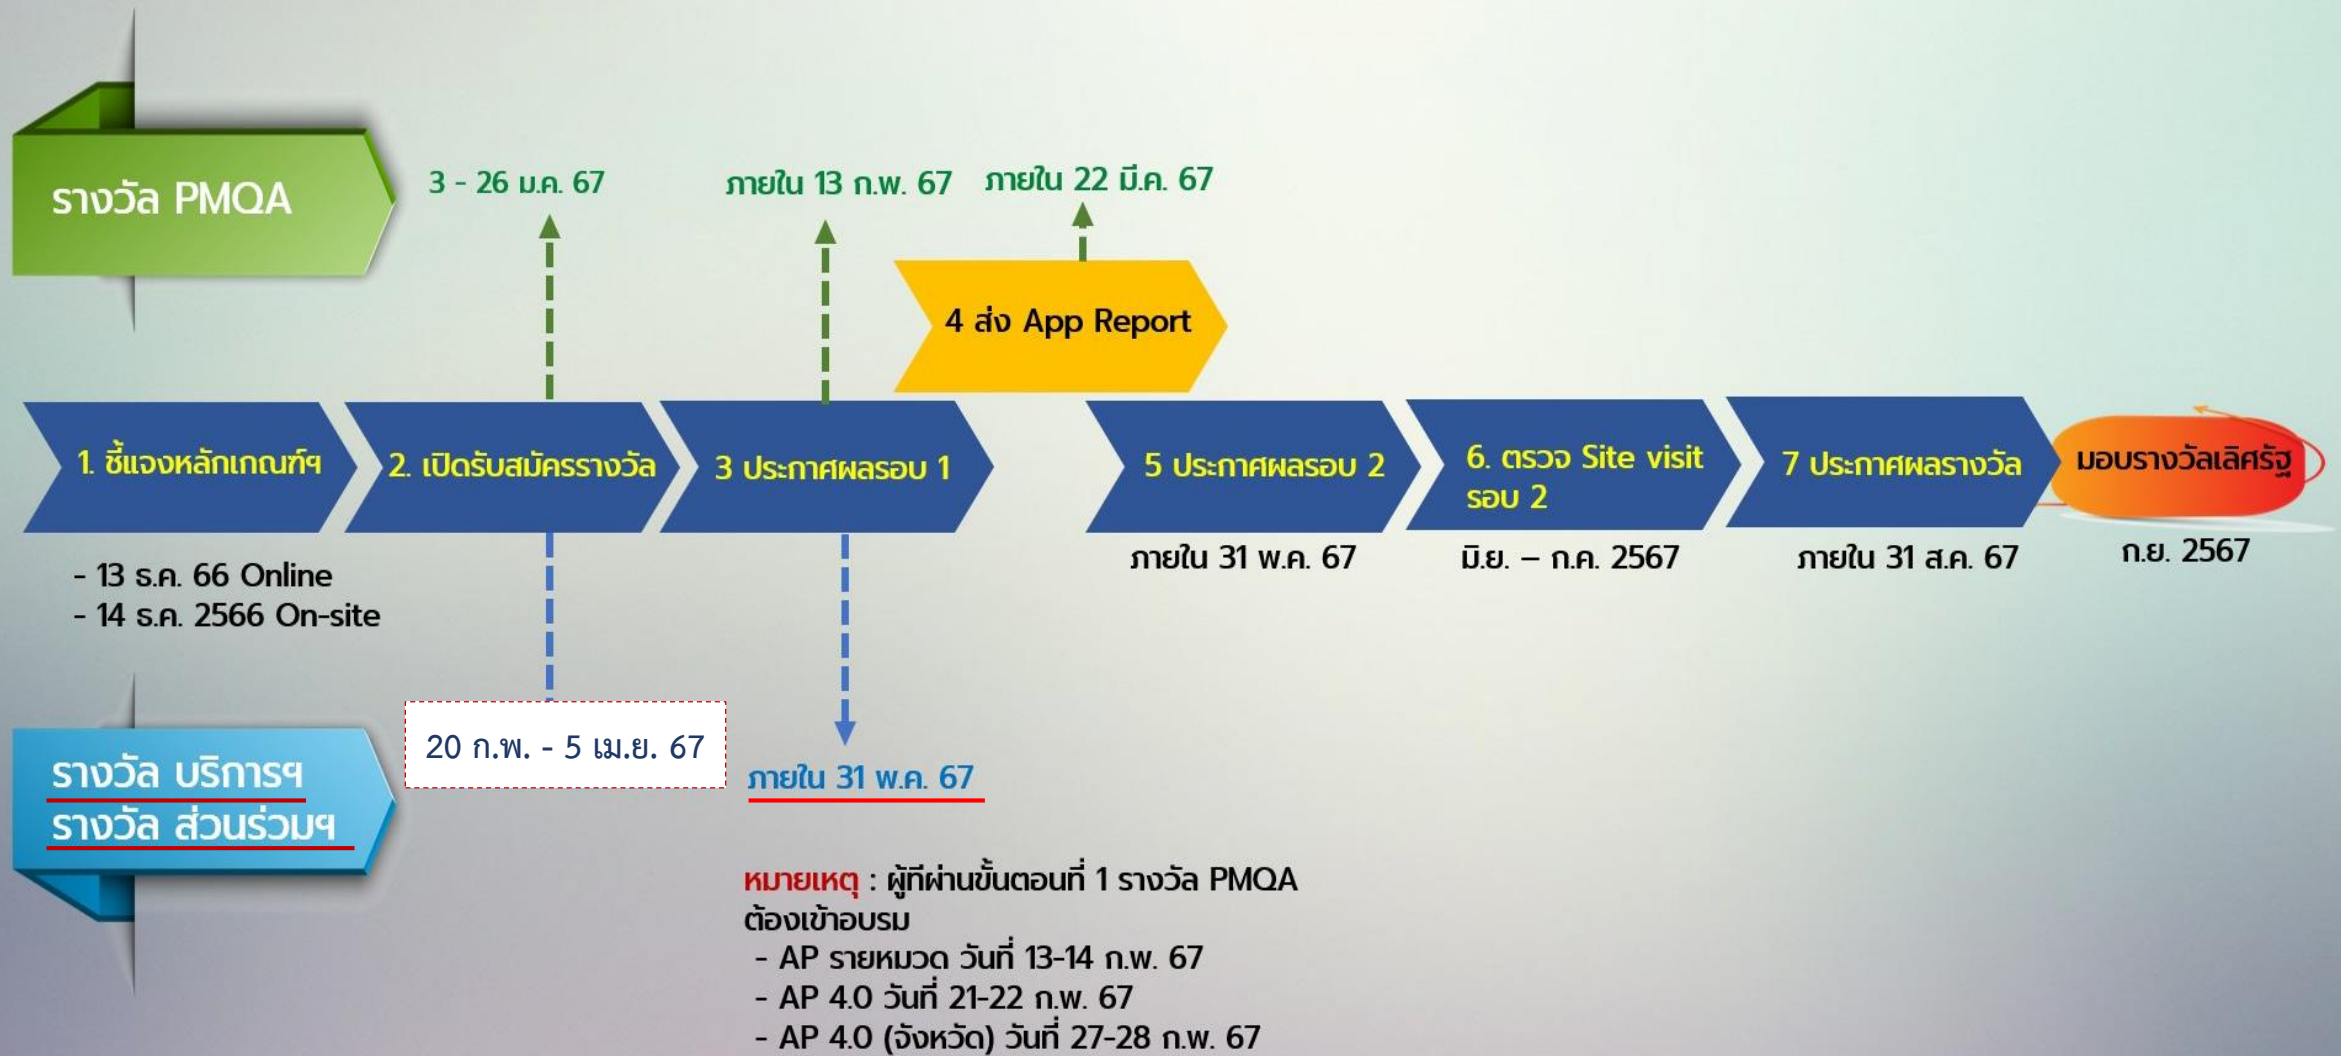 รางวัล PMQA
3 - 26 ม.ค. 67
ภายใน 13 ก.พ. 67
ภายใน 22 มี.ค. 67
4 ส่ง App Report
1. ชี้แจงหลักเกณฑ์ฯ
2. เปิดรับสมัครรางวัล
3 ประกาศผลรอบ 1
5 ประกาศผลรอบ 2
6. ตรวจ Site visit
รอบ 2
7 ประกาศผลรางวัล
มอบรางวัลเลิศรัฐ
- 13 ธ.ค. 66 Online
- 14 ธ.ค. 2566 On-site
ภายใน 31 พ.ค. 67
มิ.ย. – ก.ค. 2567
ภายใน 31 ส.ค. 67
ก.ย. 2567
รางวัล บริการฯ
รางวัล ส่วนร่วมฯ
20 ก.พ. - 5 เม.ย. 67
ภายใน 31 พ.ค. 67
หมายเหตุ : ผู้ที่ผ่านขั้นตอนที่ 1 รางวัล PMQA
ต้องเข้าอบรม
- AP รายหมวด วันที่ 13-14 ก.พ. 67
- AP 4.0 วันที่ 21-22 ก.พ. 67
- AP 4.0 (จังหวัด) วันที่ 27-28 ก.พ. 67